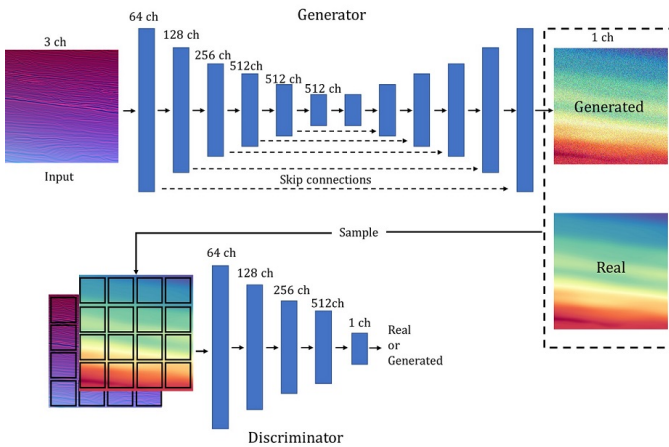 Generator
64 ch
3 ch
128 ch
256 ch
512ch
512 ch
512 ch
1 ch
Generated
Input
Skip connections
Sample
Real
64 ch
128 ch
256 ch
512ch
1 ch
Real
or
Generated
Discriminator